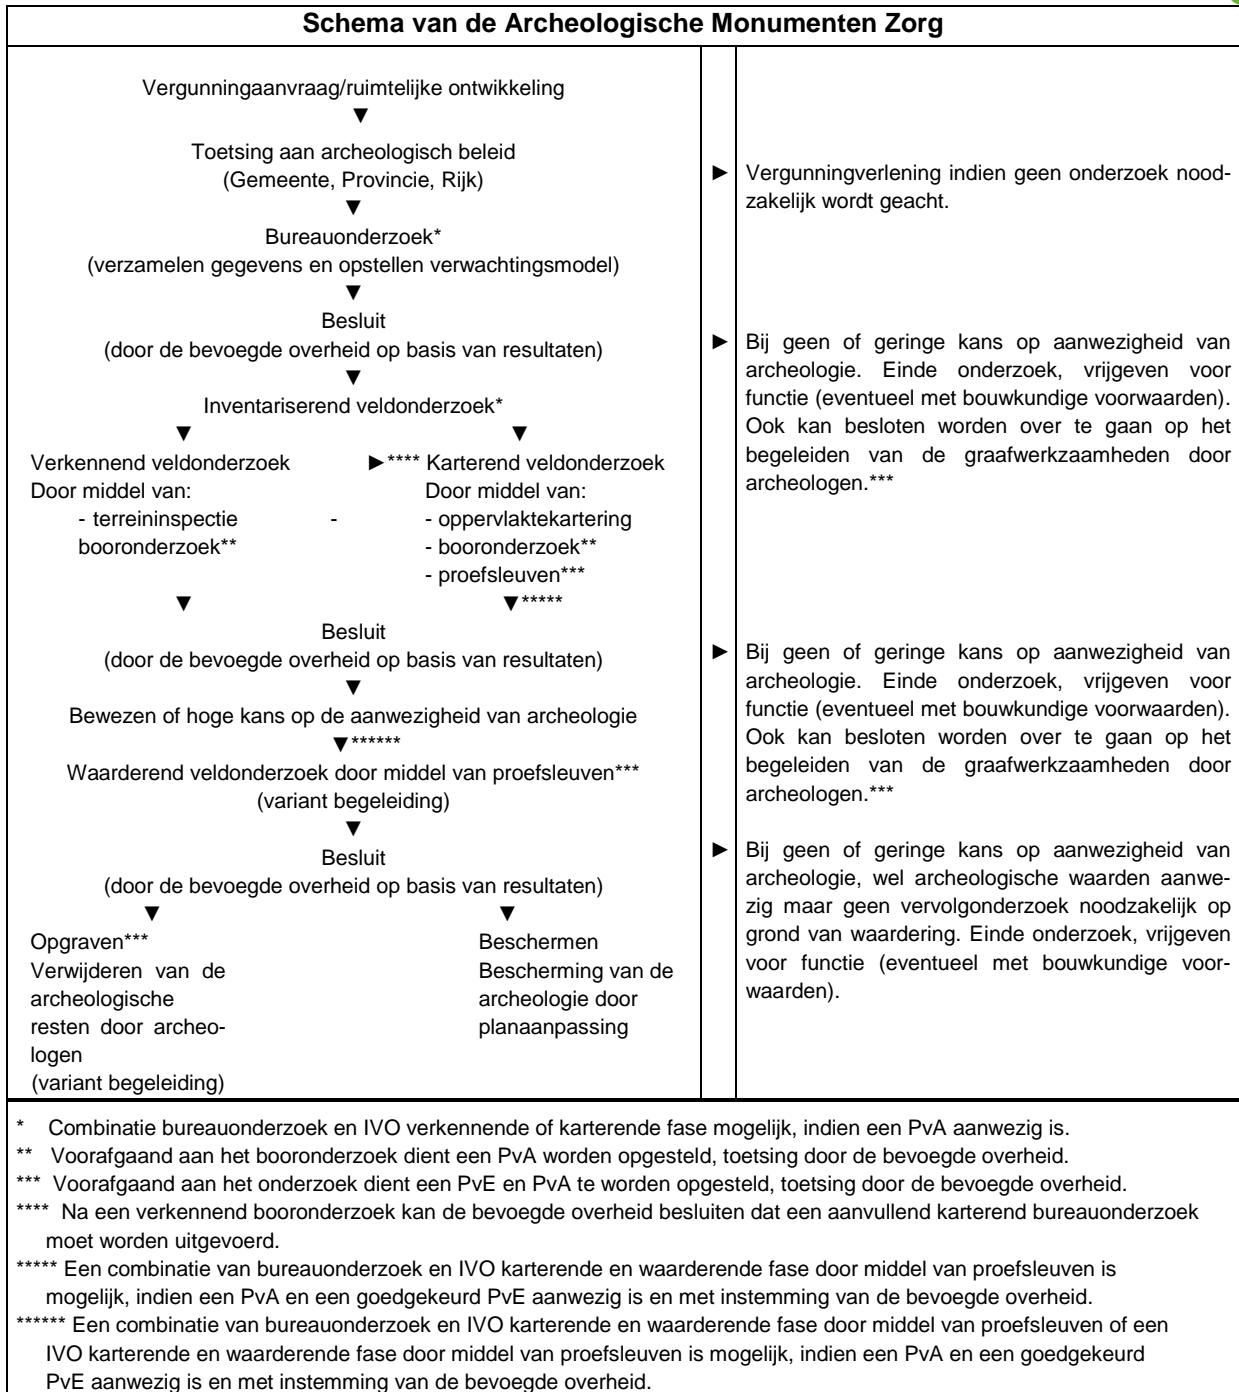 Schema van de Archeologische Monumenten Zorg
Vergunningaanvraag/ruimtelijke ontwikkeling
▼
Toetsing aan archeologisch beleid
(Gemeente, Provincie, Rijk)
▼
► Vergunningverlening indien geen onderzoek nood-
zakelijk wordt geacht.
Bureauonderzoek*
(verzamelen gegevens en opstellen verwachtingsmodel)
▼
Besluit
(door de bevoegde overheid op basis van resultaten)
▼
► Bij geen of geringe kans op aanwezigheid van
archeologie. Einde onderzoek, vrijgeven voor
functie (eventueel met bouwkundige voorwaarden).
Ook kan besloten worden over te gaan op het
begeleiden van de graafwerkzaamheden door
archeologen.***
Inventariserend veldonderzoek*
▼ ▼
Verkennend veldonderzoek ►**** Karterend veldonderzoek
Door middel van: Door middel van:
- terreininspectie - - oppervlaktekartering
booronderzoek** - booronderzoek**
- proefsleuven***
▼ ▼*****
Besluit
(door de bevoegde overheid op basis van resultaten)
▼
► Bij geen of geringe kans op aanwezigheid van
archeologie. Einde onderzoek, vrijgeven voor
functie (eventueel met bouwkundige voorwaarden).
Ook kan besloten worden over te gaan op het
begeleiden van de graafwerkzaamheden door
archeologen.***
Bewezen of hoge kans op de aanwezigheid van archeologie
▼******
Waarderend veldonderzoek door middel van proefsleuven***
(variant begeleiding)
▼
Besluit
(door de bevoegde overheid op basis van resultaten)
▼ ▼
► Bij geen of geringe kans op aanwezigheid van
archeologie, wel archeologische waarden aanwe-
zig maar geen vervolgonderzoek noodzakelijk op
grond van waardering. Einde onderzoek, vrijgeven
voor functie (eventueel met bouwkundige voor-
waarden).
Opgraven***
Verwijderen van de
archeologische
resten door archeo-
logen
(variant begeleiding)
Beschermen
Bescherming van de
archeologie door
planaanpassing
* Combinatie bureauonderzoek en IVO verkennende of karterende fase mogelijk, indien een PvA aanwezig is.
** Voorafgaand aan het booronderzoek dient een PVA worden opgesteld, toetsing door de bevoegde overheid.
*** Voorafgaand aan het onderzoek dient een PvE en PvA te worden opgesteld, toetsing door de bevoegde overheid.
**** Na een verkennend booronderzoek kan de bevoegde overheid besluiten dat een aanvullend karterend bureauonderzoek
moet worden uitgevoerd.
***** Een combinatie van bureauonderzoek en IVO karterende en waarderende fase door middel van proefsleuven is
mogelijk, indien een PvA en een goedgekeurd PvE aanwezig is en met instemming van de bevoegde overheid.
****** Een combinatie van bureauonderzoek en IVO karterende en waarderende fase door middel van proefsleuven of een
IVO karterende en waarderende fase door middel van proefsleuven is mogelijk, indien een PvA en een goedgekeurd
PvE aanwezig is en met instemming van de bevoegde overheid.